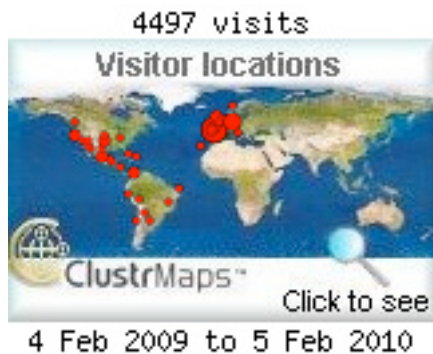 4497 visits
Visitor locations
ClustrMaps™
Click to see
4 Feb 2009 to 5 Feb 2010